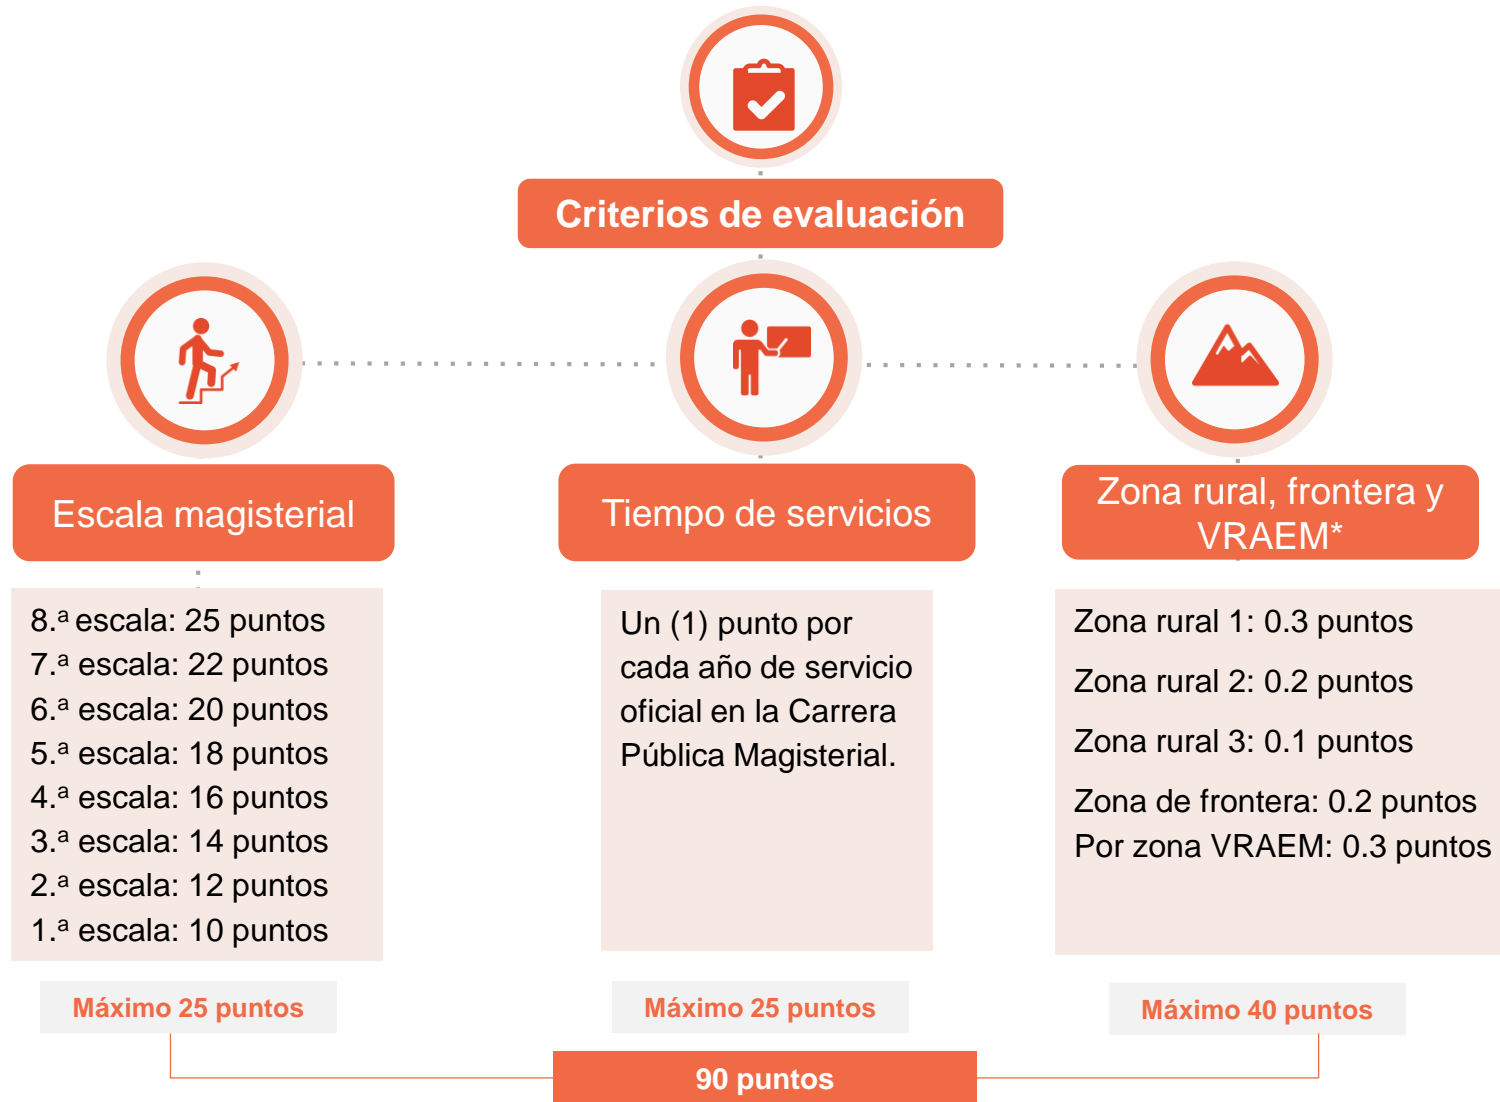 Criterios de evaluación
Escala magisterial
8.ª escala: 25 puntos
7.ª escala: 22 puntos
6.ª escala: 20 puntos
5.ª escala: 18 puntos
4.ª escala: 16 puntos
3.ª escala: 14 puntos
2.ª escala: 12 puntos
1.ª escala: 10 puntos
Máximo 25 puntos
Tiempo de servicios
Un (1) punto por
cada año de servicio
oficial en la Carrera
Pública Magisterial.
Máximo 25 puntos
Zona rural, frontera y
VRAEM*
Zona rural 1: 0.3 puntos
Zona rural 2: 0.2 puntos
Zona rural 3: 0.1 puntos
Zona de frontera: 0.2 puntos
Por zona VRAEM: 0.3 puntos
Máximo 40 puntos
90 puntos